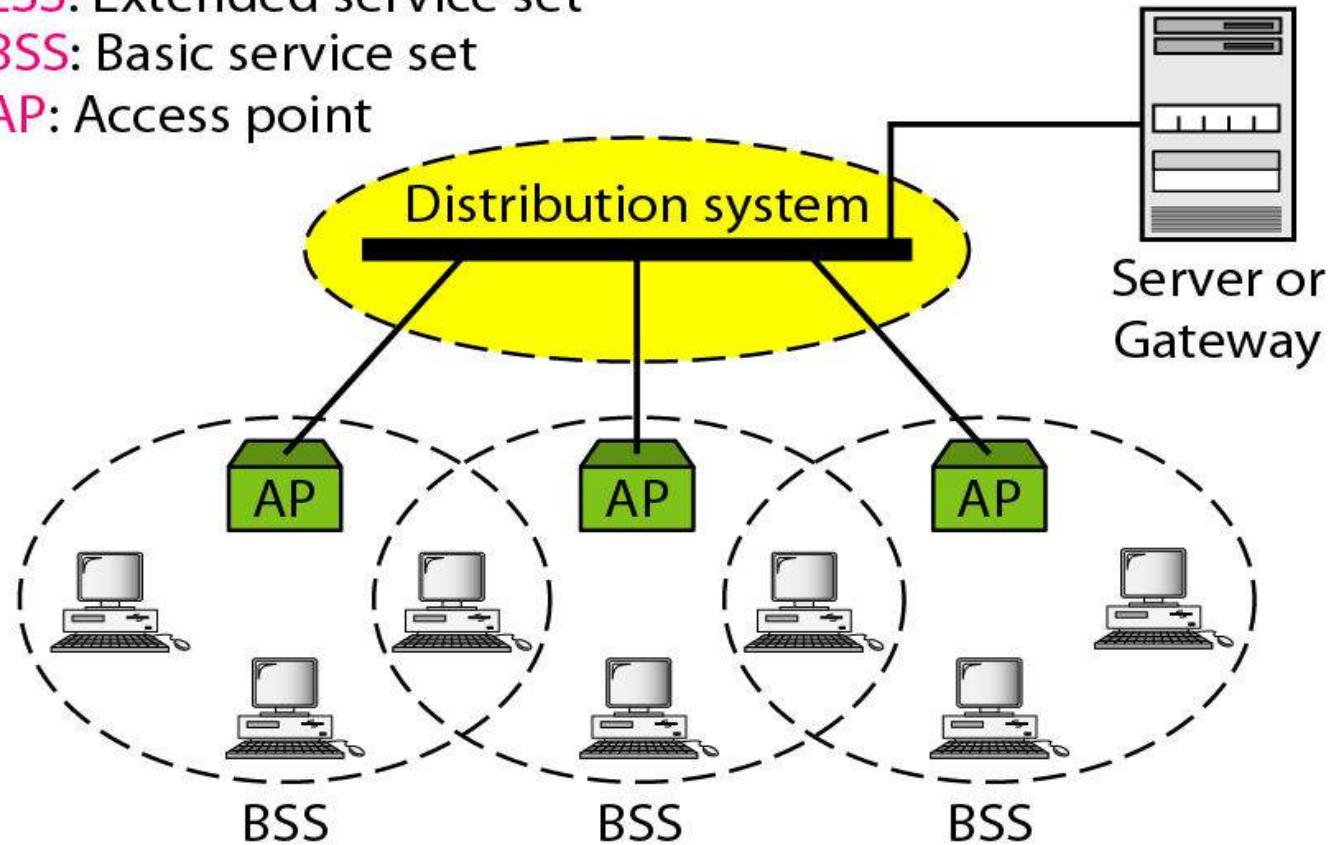 ESS: Extended service set
BSS: Basic service set
AP: Access point
Distribution system
Server or
Gateway
AP AP AP
BSS BSS BSS